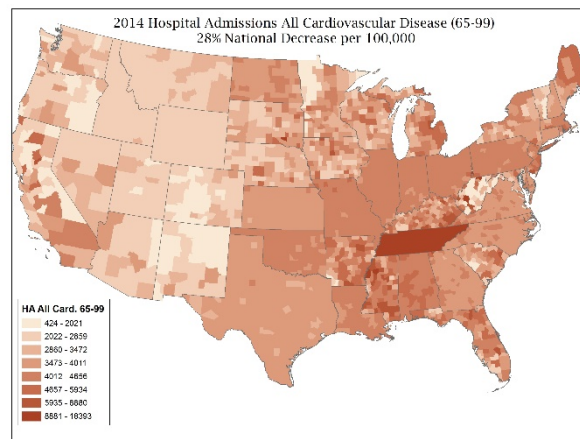 2014 Hospital Admissions All Cardiovascular Disease (65-99)
28% National Decrease per 100,000
HA All Card. 65-99
424 - 2021
2022 - 2859
2860 - 3472
3473 - 4011
4012 - 4656
4657 - 5934
5935 - 8880
8881 - 18393